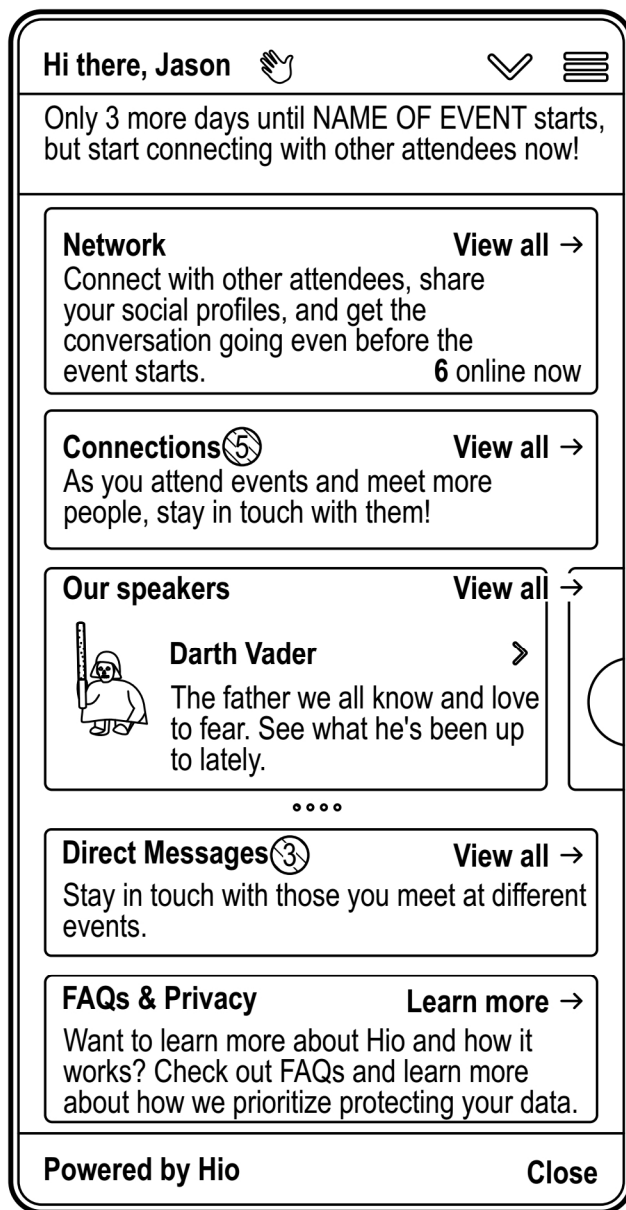 Hi there, Jason
Only 3 more days until NAME OF EVENT starts,
but start connecting with other attendees now!
Network View all →
Connect with other attendees, share
your social profiles, and get the
conversation going even before the
event starts. 6 online now
Connections 5 View all →
As you attend events and meet more
people, stay in touch with them!
Our speakers View all →
Darth Vader
The father we all know and love
to fear. See what he's been up
to lately.
Direct Messages 3 View all →
Stay in touch with those you meet at different
events.
FAQs & Privacy Learn more →
Want to learn more about Hio and how it
works? Check out FAQs and learn more
about how we prioritize protecting your data.
Powered by Hio Close